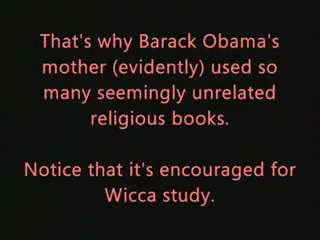 That's why Barack Obama's
mother (evidently) used so
many seemingly unrelated
religious books.
Notice that it's encouraged for
Wicca study.